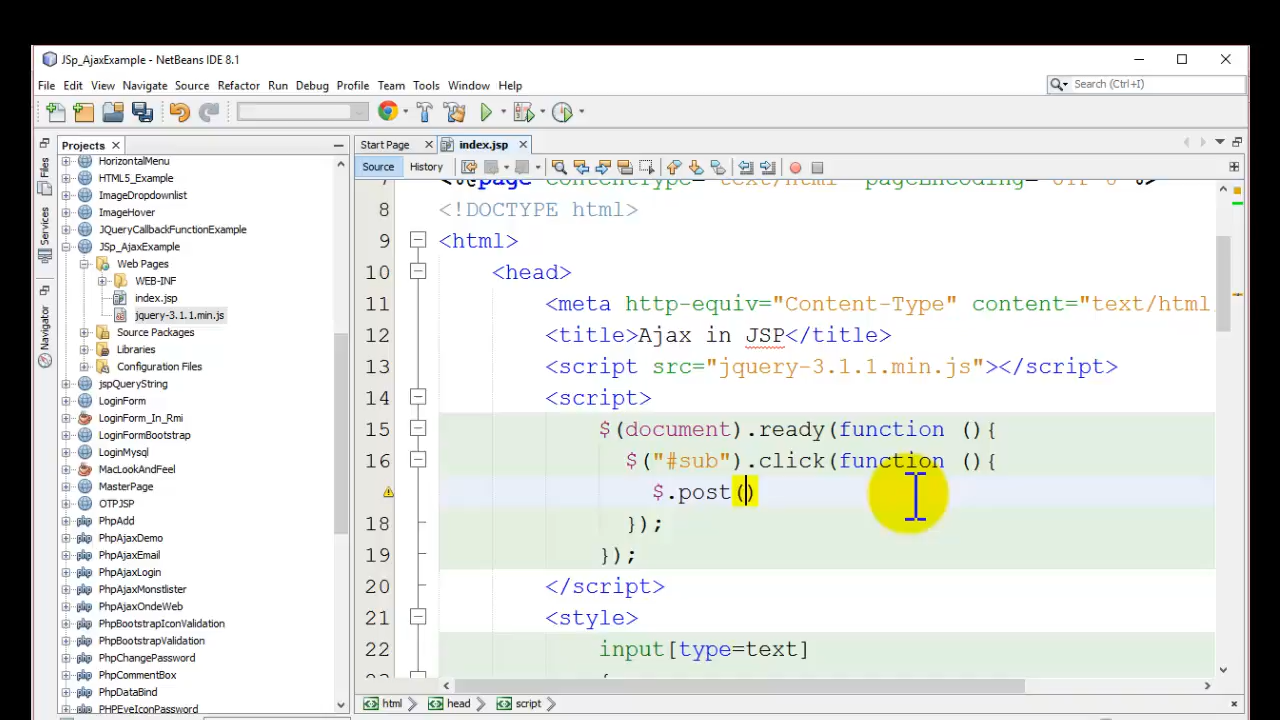 JSp_AjaxExample - NetBeans IDE 8.1
File Edit View Navigate Source Refactor Run Debug Profile Team Tools Window Help
Search (Ctrl+I)
Projects
Start Page
index.jsp
Source
History
Files
Services
Navigator
HorizontalMenu
HTML5_Example
ImageDropdownlist
ImageHover
JQueryCallbackFunctionExample
JSp_AjaxExample
Web Pages
WEB-INF
index.jsp
jquery-3.1.1.min.js
Source Packages
Libraries
Configuration Files
jspQueryString
LoginForm
LoginForm_In_Rmi
LoginFormBootstrap
LoginMysql
MacLookAndFeel
MasterPage
OTPJSP
PhpAdd
PhpAjaxDemo
PhpAjaxEmail
PhpAjaxLogin
PhpAjaxMonstlister
PhpAjaxOndeWeb
PhpBootstrapIconValidation
PhpBootstrapValidation
PhpChangePassword
PhpCommentBox
PhpDataBind
PHPEyeIconPassword
8 <!DOCTYPE html>
9 <html>
10 <head>
11 <meta http-equiv="Content-Type" content="text/html
12 <title>Ajax in JSP</title>
13 <script src="jquery-3.1.1.min.js"></script>
14 <script>
15 $(document).ready(function (){
16 $("#sub").click(function (){
$.post()
18 });
19 });
20 </script>
21 <style>
22 input[type=text]
html head script